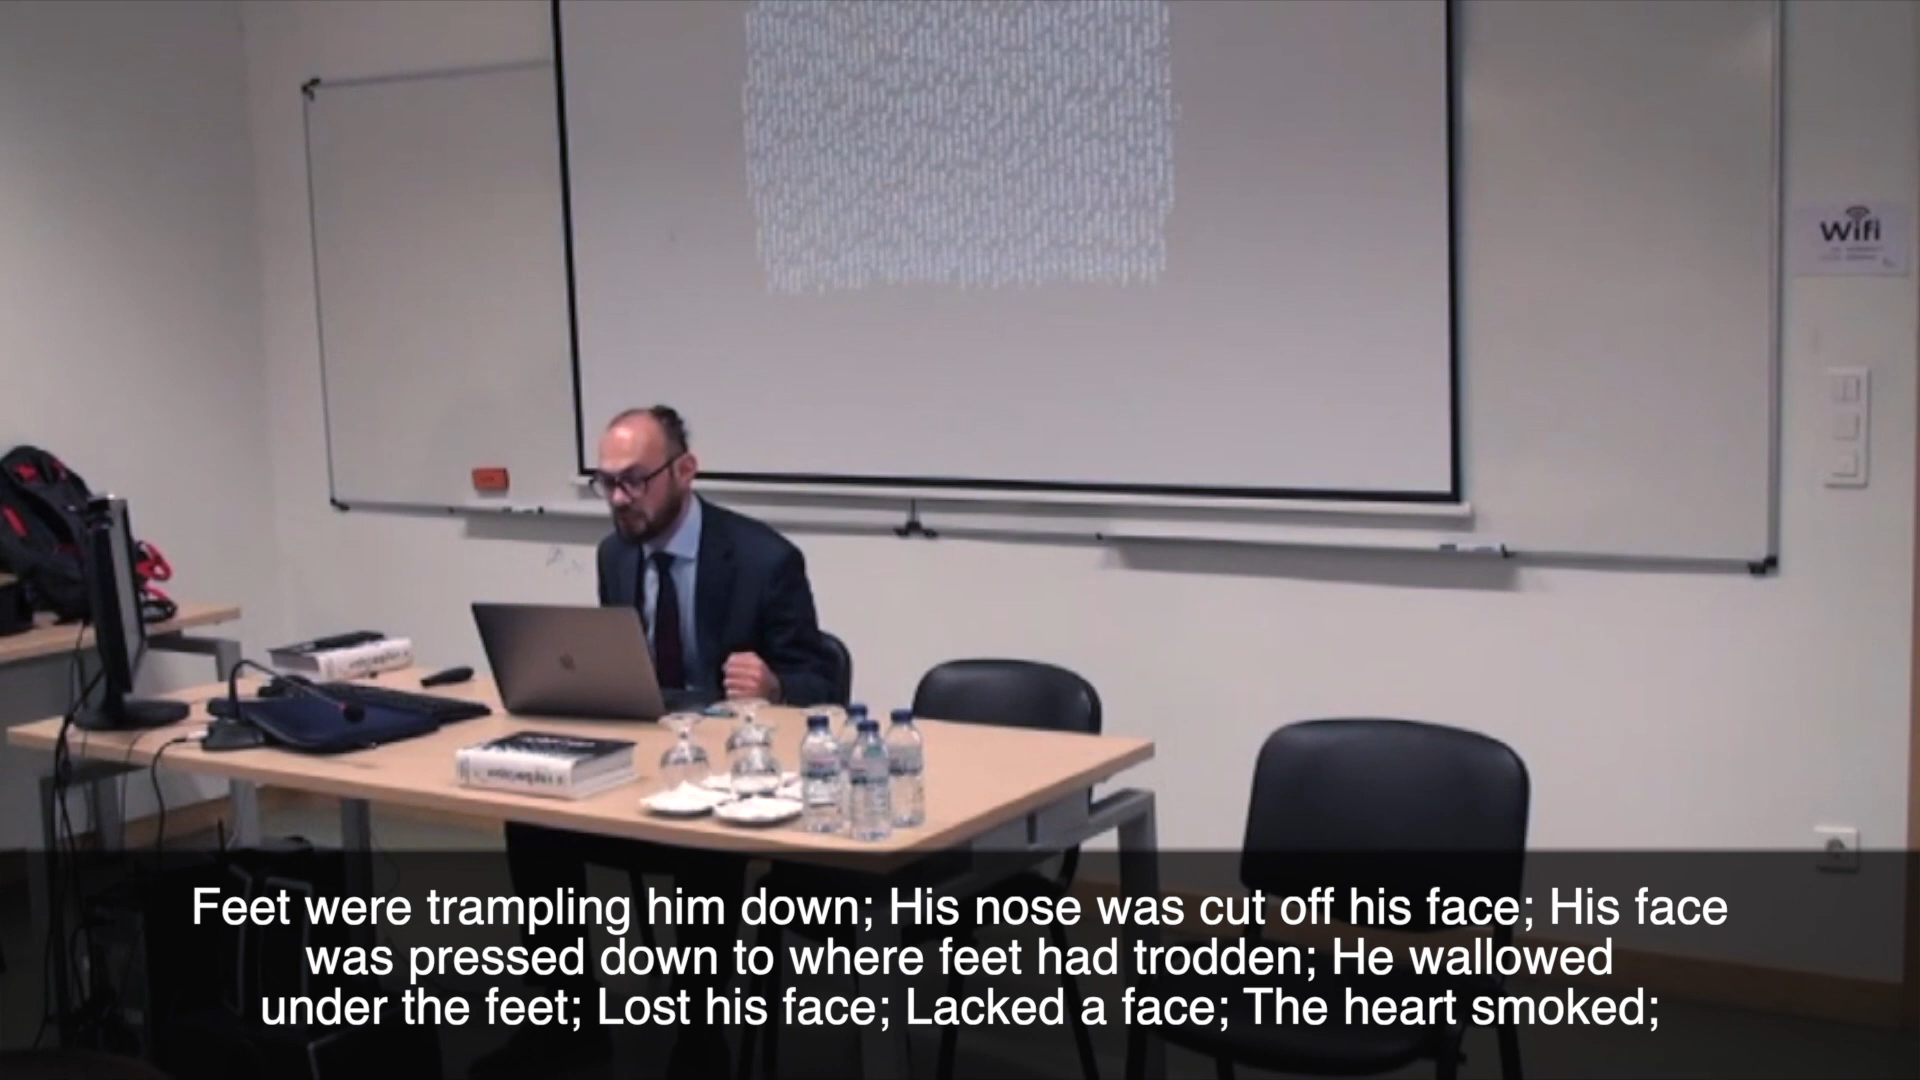 Wifi
Feet were trampling him down; His nose was cut off his face; His face
was pressed down to where feet had trodden; He wallowed
under the feet; Lost his face; Lacked a face; The heart smoked;